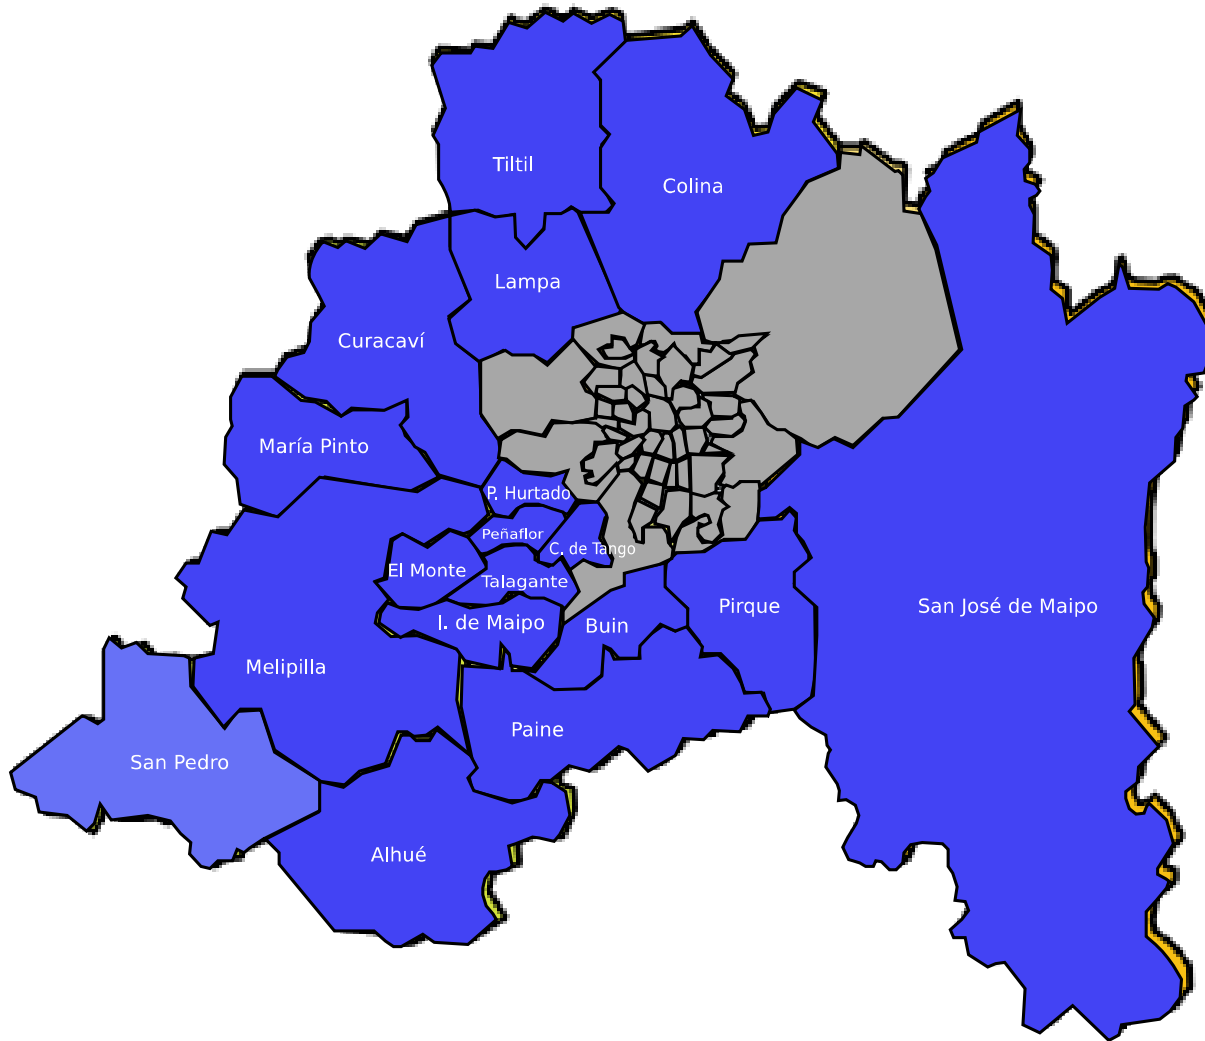 Tiltil
Colina
Lampa
Curacaví
María Pinto
P. Hurtado
Peñaflor
C. de Tango
El Monte
Talagante
San José de Maipo
Pirque
I. de Maipo
Buin
Melipilla
Paine
San Pedro
Alhué